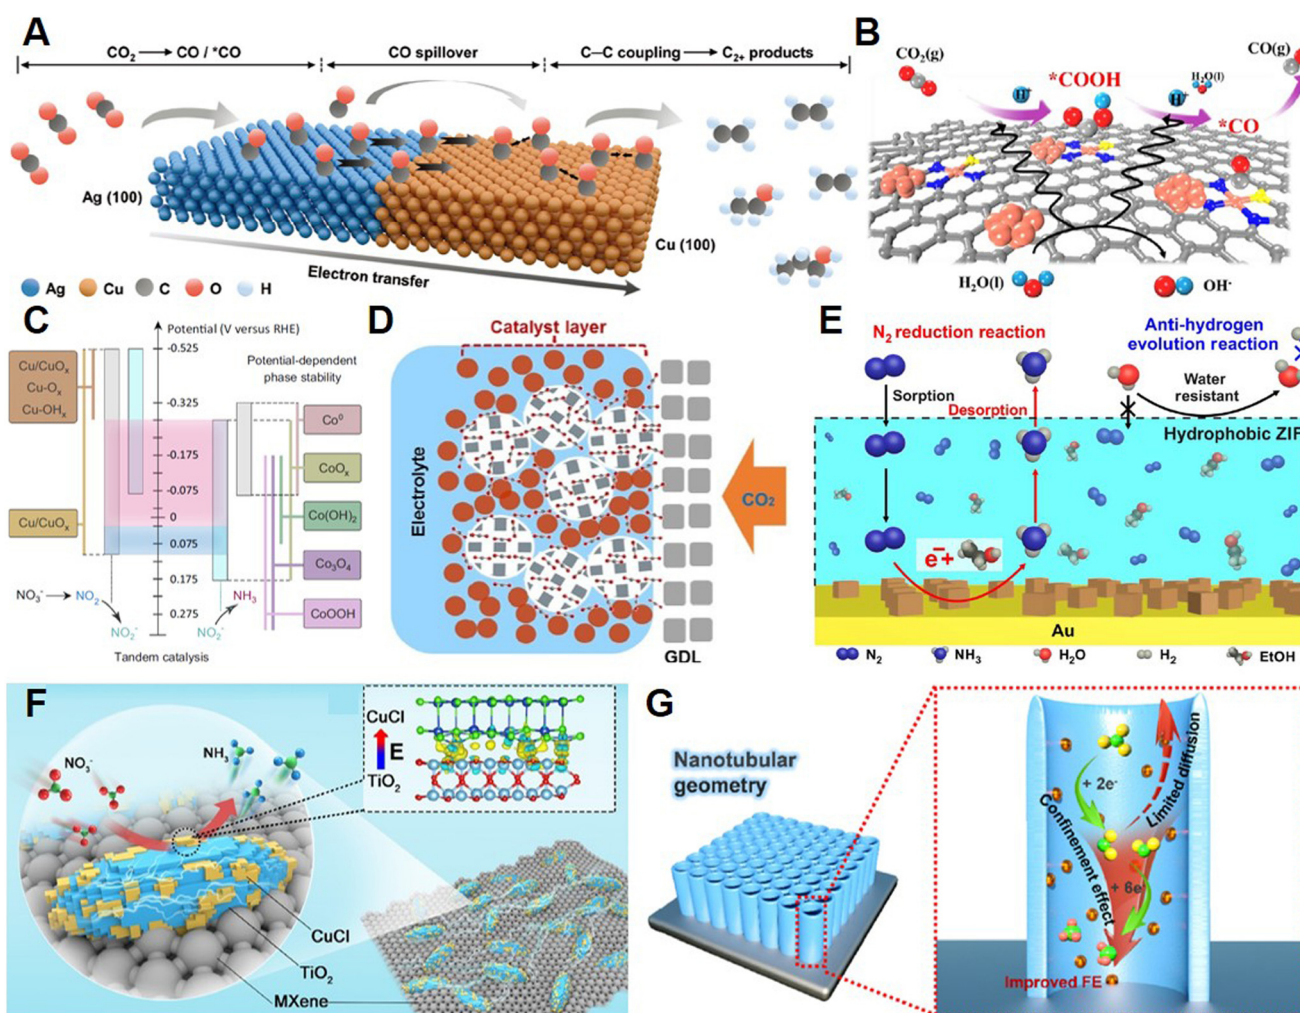 A
CO₂ → CO / *CO
CO spillover
C–C coupling → C₂₊ products
Ag (100)
Cu (100)
Electron transfer
Ag Cu C O H
B
CO₂(g)
H⁺
*COOH
H⁺
H₂O(l)
CO(g)
*CO
H₂O(l)
OH⁻
C
Potential (V versus RHE)
Cu/CuOₓ
Cu-Oₓ
Cu-OHₓ
Cu/CuOₓ
-0.525
-0.325
-0.175
-0.075
0
0.075
0.175
0.275
Potential-dependent
phase stability
Co⁰
CoOₓ
Co(OH)₂
Co₃O₄
CoOOH
NO₃⁻ → NO₂
NO₂⁻
NO₂⁻
NH₃
Tandem catalysis
D
Catalyst layer
Electrolyte
CO₂
GDL
E
N₂ reduction reaction
Anti-hydrogen
evolution reaction
Sorption
Desorption
Water
resistant
Hydrophobic ZIF
e⁻+
Au
N₂ NH₃ H₂O H₂ EtOH
F
NO₃⁻
NH₃
CuCl
E
TiO₂
CuCl
TiO₂
MXene
G
Nanotubular
geometry
+ 2e⁻
Limited diffusion
Confinement effect
+ 6e⁻
Improved FE